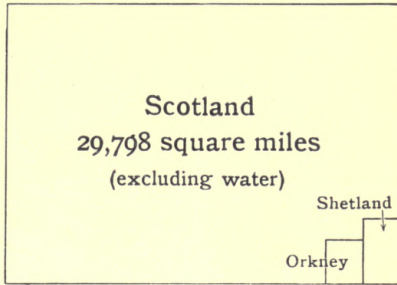 Scotland
29,798 square miles
(excluding water)
Shetland
Orkney